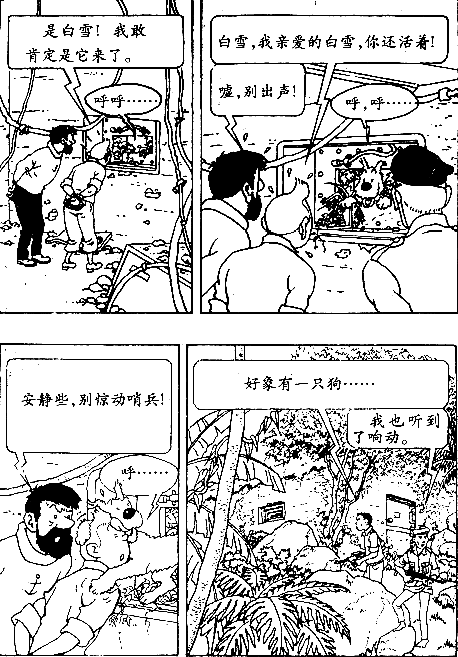 是白雪！ 我敢
肯定是它来了。
呼呼……
白雪，我亲爱的白雪，你还活着！
嘘，别出声！
呼，呼……
安静些，别惊动哨兵！
呼……
好象有一只狗……
我也听到
了响动。